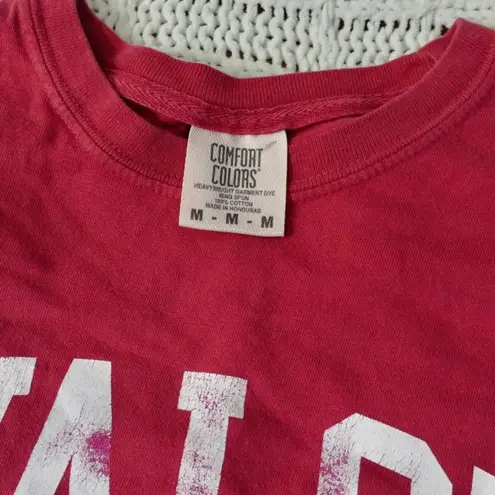 COMFORT
COLORS®
HEAVYWEIGHT GARMENT DYE
RING SPUN
100% COTTON
MADE IN HONDURAS
M - M - M